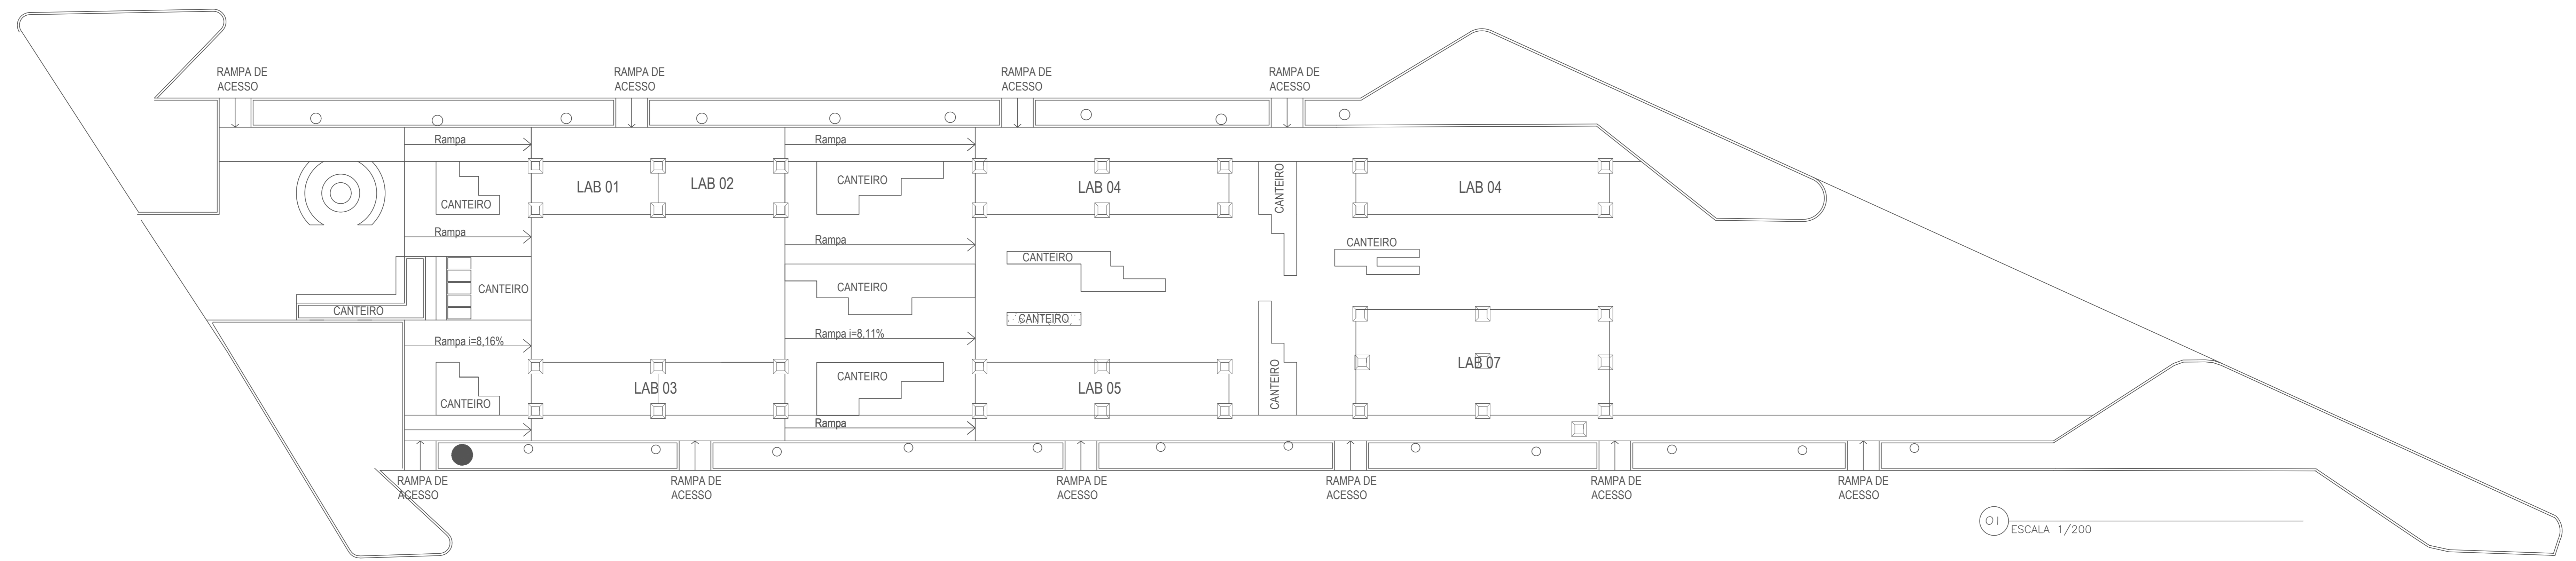 RAMPA DE
ACESSO
RAMPA DE
ACESSO
RAMPA DE
ACESSO
RAMPA DE
ACESSO
Rampa
Rampa
LAB 01
LAB 02
CANTEIRO
LAB 04
CANTEIRO
LAB 04
CANTEIRO
Rampa
Rampa
CANTEIRO
CANTEIRO
CANTEIRO
CANTEIRO
CANTEIRO
CANTEIRO
Rampa i=8,16%
Rampa i=8,11%
LAB 07
CANTEIRO
LAB 03
LAB 05
CANTEIRO
CANTEIRO
Rampa
RAMPA DE
ACESSO
RAMPA DE
ACESSO
RAMPA DE
ACESSO
RAMPA DE
ACESSO
RAMPA DE
ACESSO
RAMPA DE
ACESSO
01
ESCALA 1/200